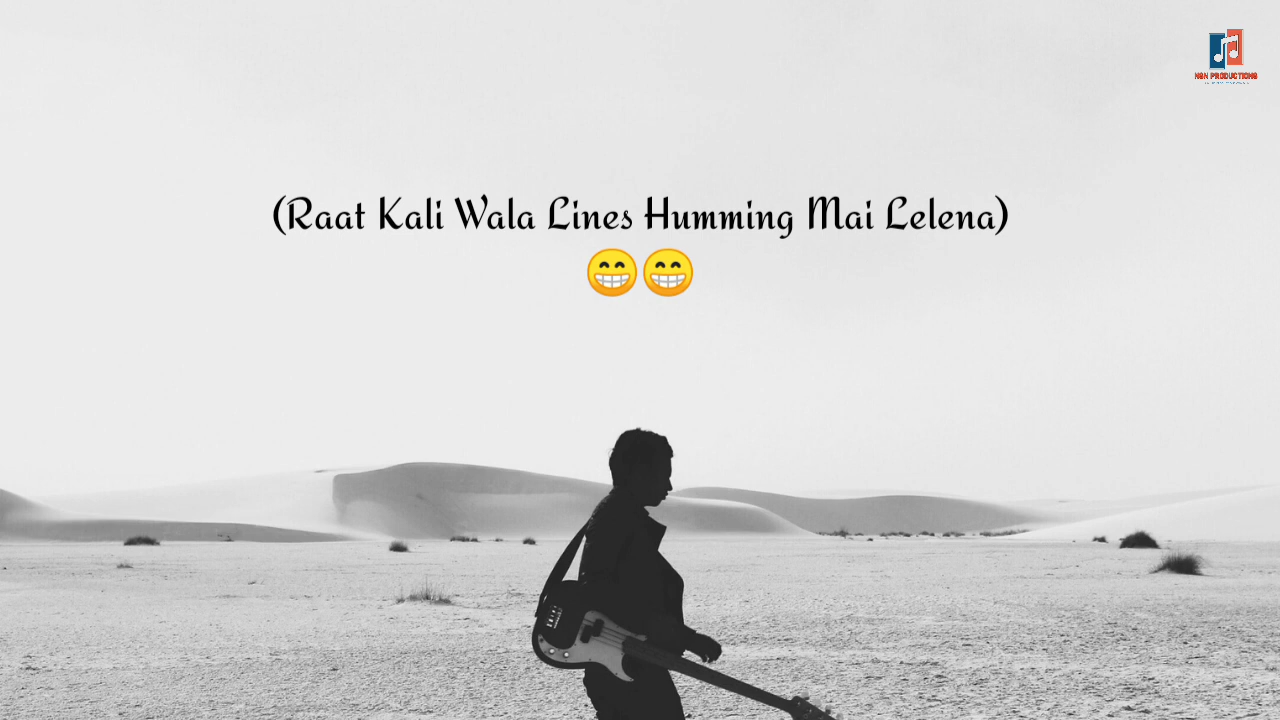 (Raat Kali Wala Lines Humming Mai Lelena)
😁😁
NGN PRODUCTIONS